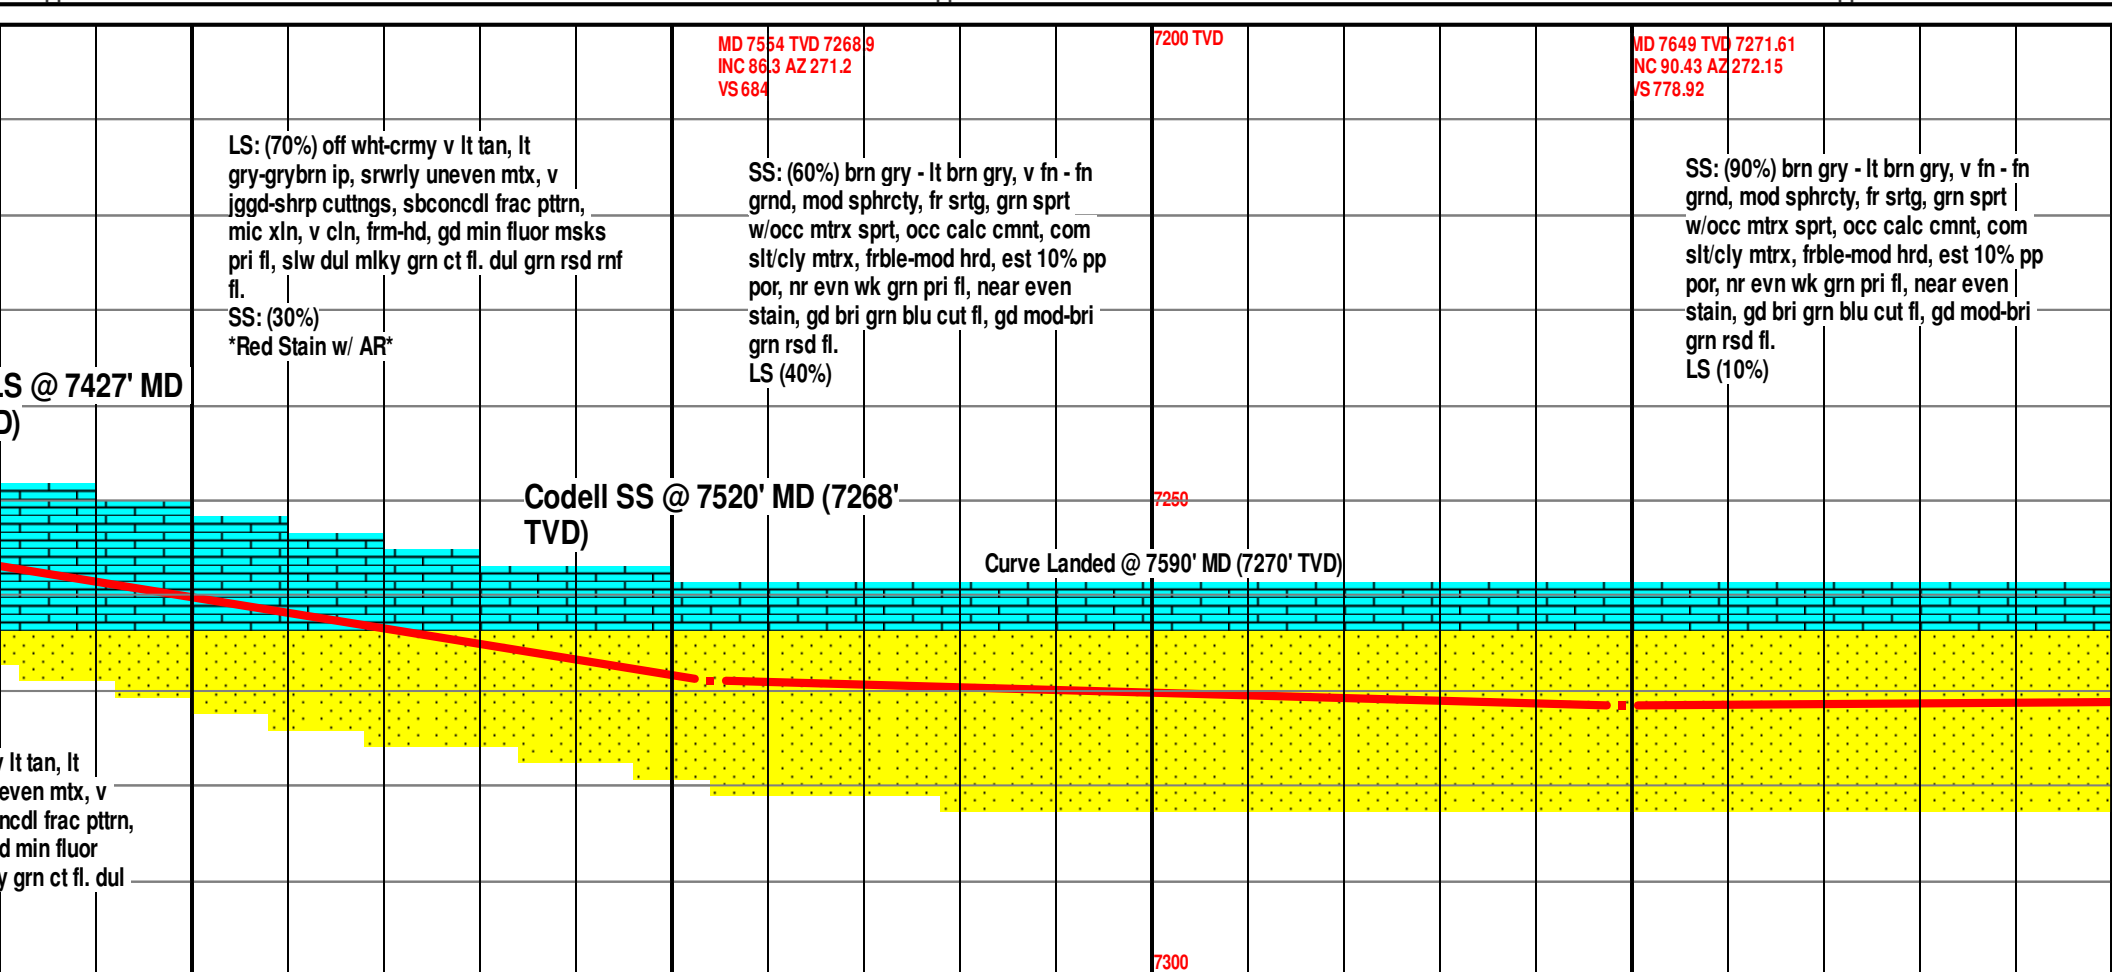 MD 7554 TVD 7268.9
INC 86.3 AZ 271.2
VS 684
7200 TVD
MD 7649 TVD 7271.61
INC 90.43 AZ 272.15
VS 778.92
LS: (70%) off wht-crmy v lt tan, lt
gry-grybrn ip, srwrly uneven mtx, v
jggd-shrp cuttngs, sbconcdl frac pttrn,
mic xln, v cln, frm-hd, gd min fluor msks
pri fl, slw dul mlky grn ct fl. dul grn rsd rnf
fl.
SS: (30%)
*Red Stain w/ AR*
SS: (60%) brn gry - lt brn gry, v fn - fn
grnd, mod sphrcty, fr srtg, grn sprt
w/occ mtrx sprt, occ calc cmnt, com
slt/cly mtrx, frble-mod hrd, est 10% pp
por, nr evn wk grn pri fl, near even
stain, gd bri grn blu cut fl, gd mod-bri
grn rsd fl.
LS (40%)
SS: (90%) brn gry - lt brn gry, v fn - fn
grnd, mod sphrcty, fr srtg, grn sprt
w/occ mtrx sprt, occ calc cmnt, com
slt/cly mtrx, frble-mod hrd, est 10% pp
por, nr evn wk grn pri fl, near even
stain, gd bri grn blu cut fl, gd mod-bri
grn rsd fl.
LS (10%)
LS @ 7427' MD
D)
Codell SS @ 7520' MD (7268'
TVD)
7250
Curve Landed @ 7590' MD (7270' TVD)
lt tan, lt
even mtx, v
ncdl frac pttrn,
d min fluor
y grn ct fl. dul
7300